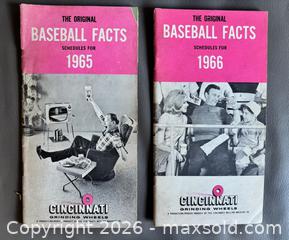 THE ORIGINAL
BASEBALL FACTS
SCHEDULES FOR
1965
CINCINNATI
GRINDING WHEELS
THE ORIGINAL
BASEBALL FACTS
SCHEDULES FOR
1966
CINCINNATI
GRINDING WHEELS
Copyright 2026 - maxsold.com